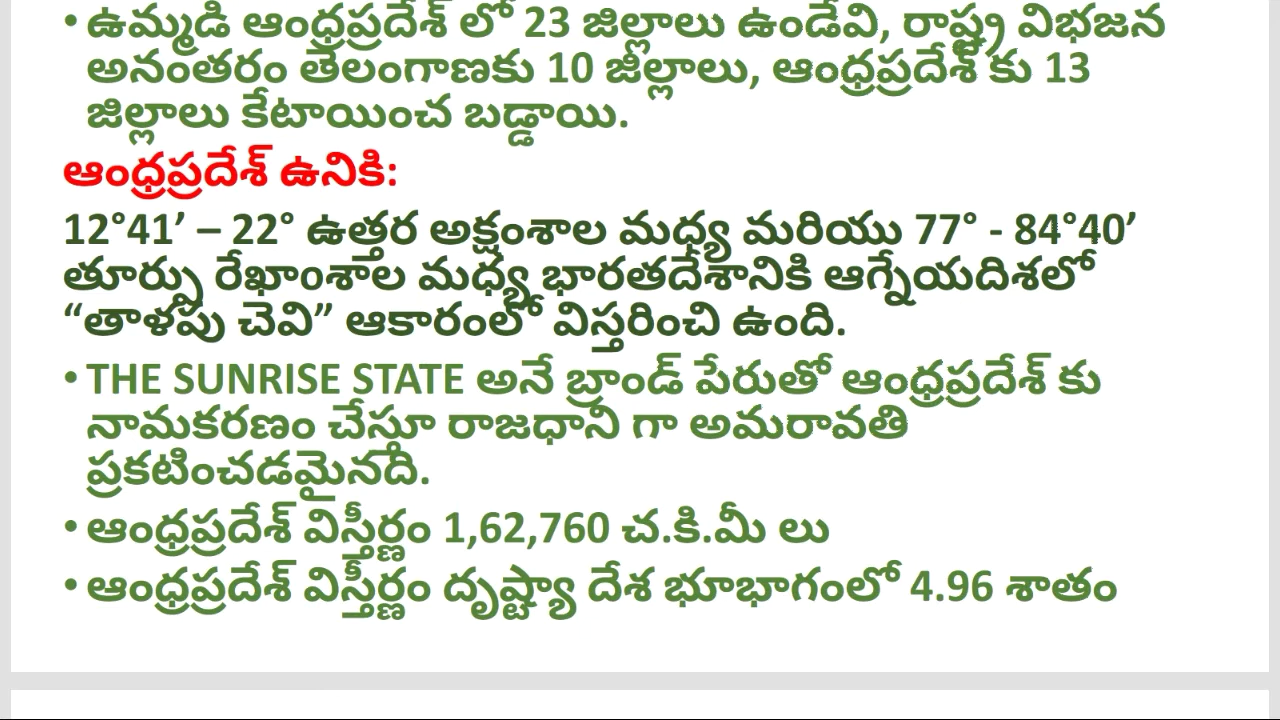 • ఉమ్మడి ఆంధ్రప్రదేశ్ లో 23 జిల్లాలు ఉండేవి, రాష్ట్ర విభజన
అనంతరం తెలంగాణకు 10 జిల్లాలు, ఆంధ్రప్రదేశ్ కు 13
జిల్లాలు కేటాయించ బడ్డాయి.
ఆంధ్రప్రదేశ్ ఉనికి:
12°41’ – 22° ఉత్తర అక్షంశాల మధ్య మరియు 77° - 84°40’
తూర్పు రేఖాంశాల మధ్య భారతదేశానికి ఆగ్నేయదిశలో
“తాళపు చెవి” ఆకారంలో విస్తరించి ఉంది.
• THE SUNRISE STATE అనే బ్రాండ్ పేరుతో ఆంధ్రప్రదేశ్ కు
నామకరణం చేస్తూ రాజధాని గా అమరావతి
ప్రకటించడమైనది.
• ఆంధ్రప్రదేశ్ విస్తీర్ణం 1,62,760 చ.కి.మీ లు
• ఆంధ్రప్రదేశ్ విస్తీర్ణం దృష్ట్యా దేశ భూభాగంలో 4.96 శాతం